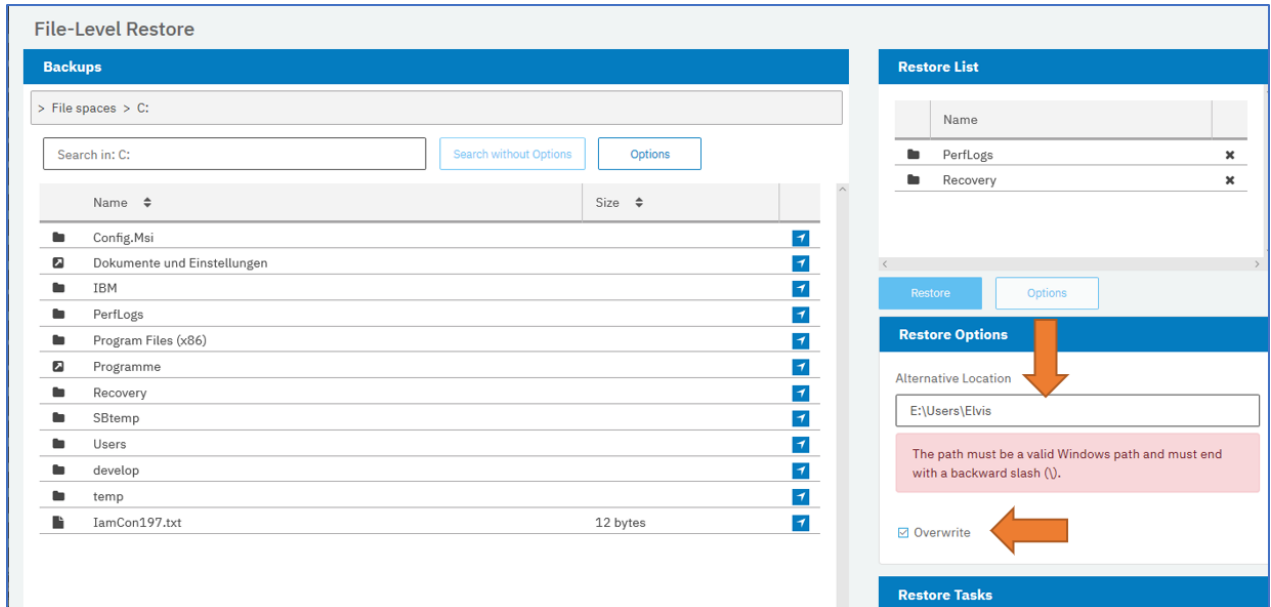 File-Level Restore
Backups
> File spaces > C:
Search in: C:
Search without Options
Options
Name
Size
Config.Msi
Dokumente und Einstellungen
IBM
PerfLogs
Program Files (x86)
Programme
Recovery
SBtemp
Users
develop
temp
IamCon197.txt 12 bytes
Restore List
Name
PerfLogs
Recovery
Restore
Options
Restore Options
Alternative Location
E:\Users\Elvis
The path must be a valid Windows path and must end
with a backward slash (\).
Overwrite
Restore Tasks